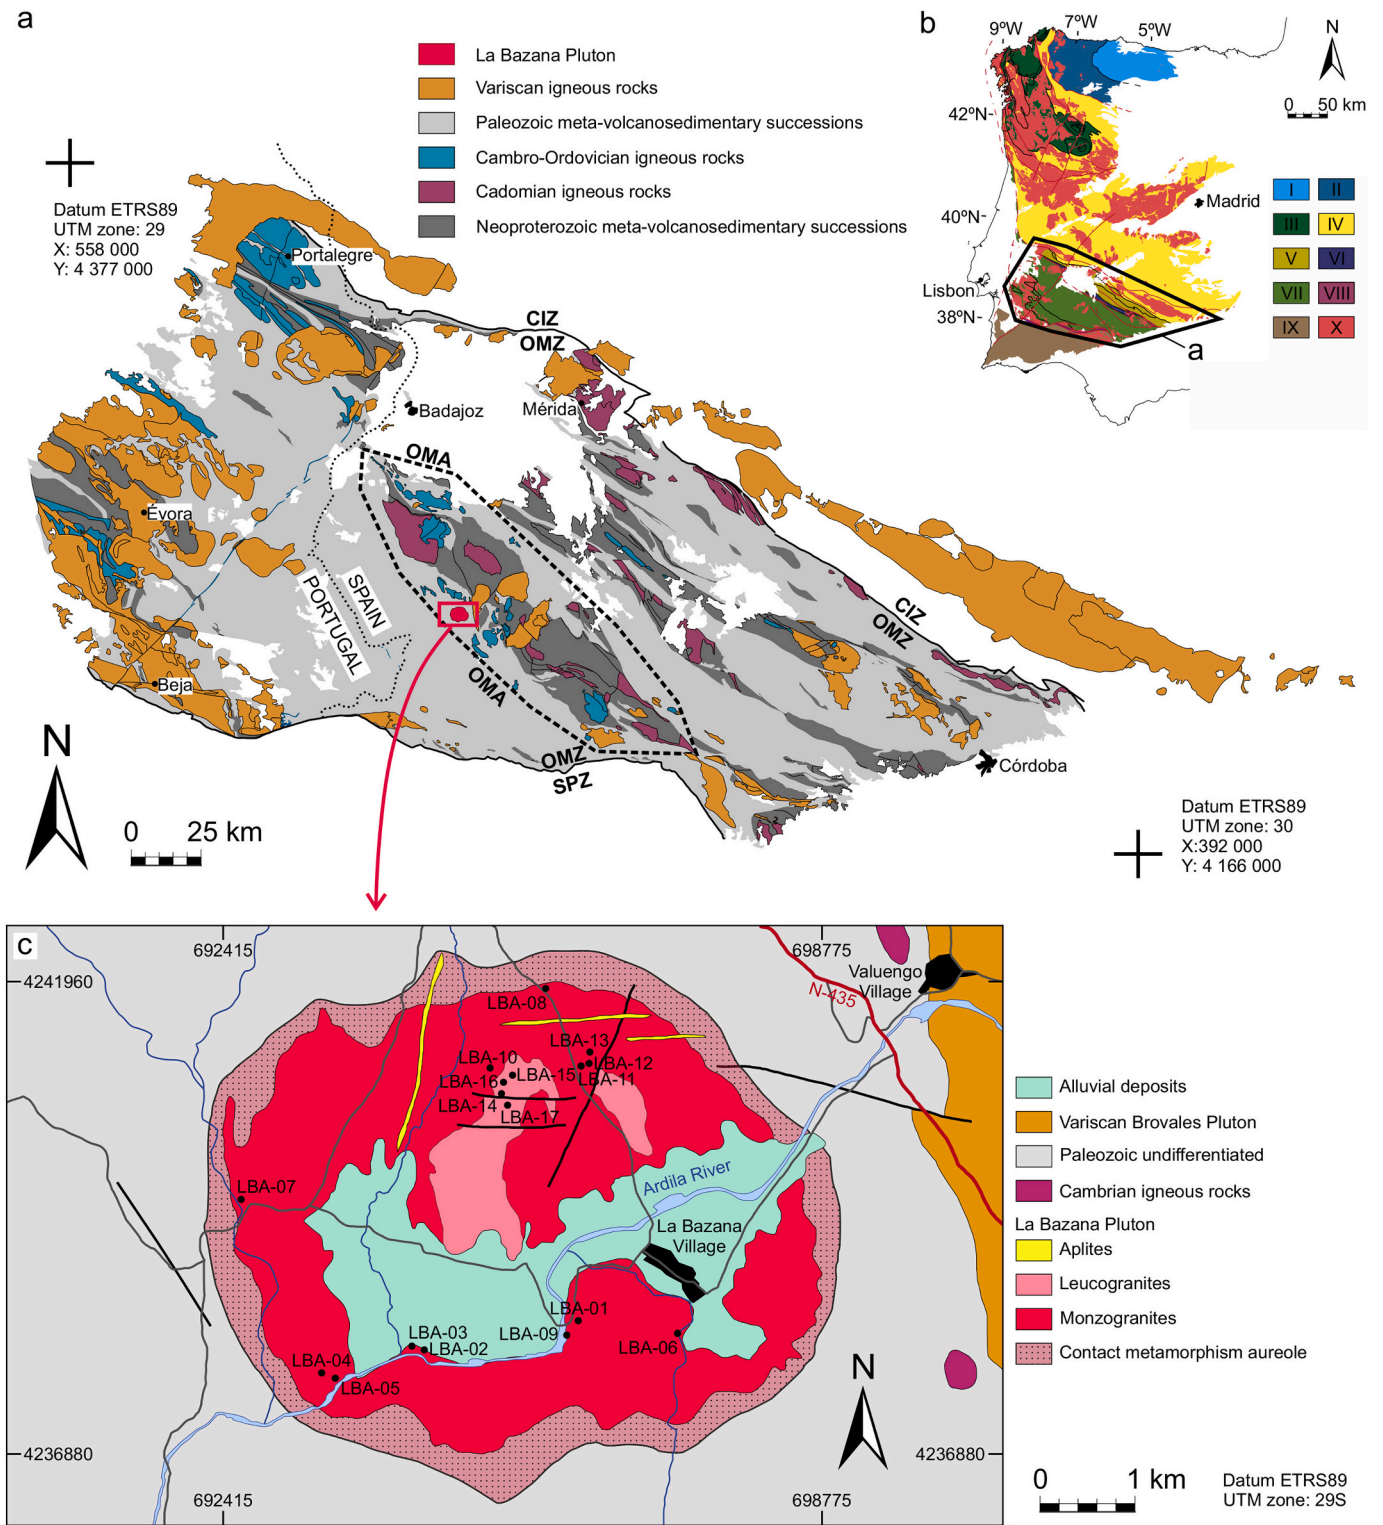 a
La Bazana Pluton
Variscan igneous rocks
Paleozoic meta-volcanosedimentary successions
Cambro-Ordovician igneous rocks
Cadomian igneous rocks
Neoproterozoic meta-volcanosedimentary successions
Datum ETRS89
UTM zone: 29
X: 558 000
Y: 4 377 000
Portalegre
CIZ
OMZ
Badajoz
Mérida
OMA
Évora
SPAIN
PORTUGAL
CIZ
OMZ
Beja
OMA
OMZ
SPZ
Córdoba
N
0 25 km
Datum ETRS89
UTM zone: 30
X:392 000
Y: 4 166 000
b
9ºW
7ºW
5ºW
N
0 50 km
42ºN
40ºN
Madrid
Lisbon
38ºN
I
II
III
IV
V
VI
VII
VIII
IX
X
a
c
692415
698775
4241960
Valuengo
Village
N-435
LBA-08
LBA-13
LBA-10
LBA-12
LBA-15
LBA-11
LBA-16
LBA-14
LBA-17
LBA-07
Ardila River
La Bazana
Village
LBA-01
LBA-03
LBA-09
LBA-02
LBA-06
LBA-04
LBA-05
N
4236880
4236880
692415
698775
Alluvial deposits
Variscan Brovales Pluton
Paleozoic undifferentiated
Cambrian igneous rocks
La Bazana Pluton
Aplites
Leucogranites
Monzogranites
Contact metamorphism aureole
0 1 km
Datum ETRS89
UTM zone: 29S